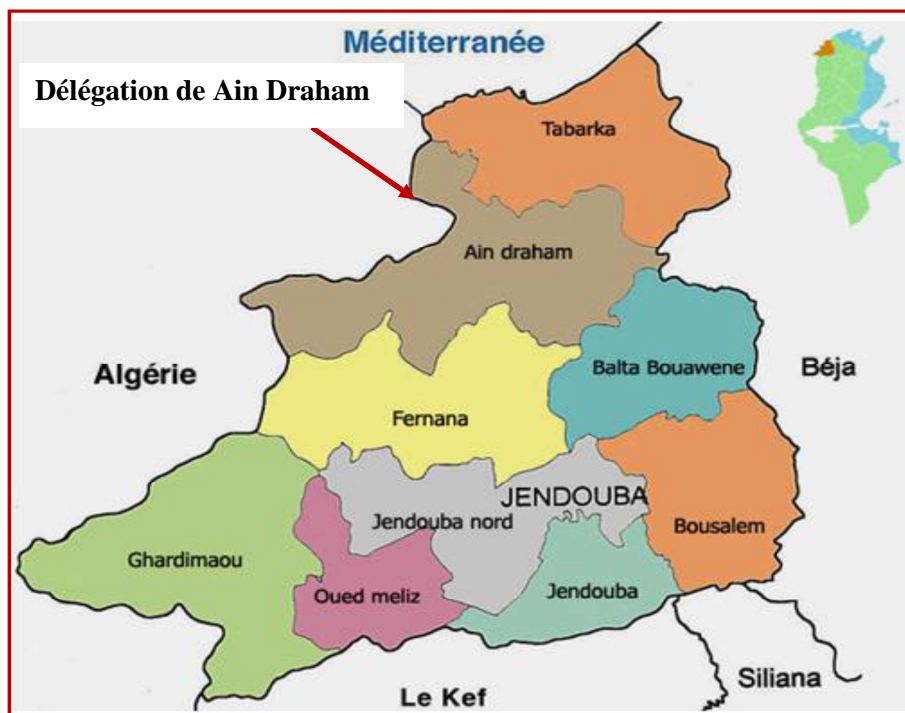 Méditerranée
Délégation de Ain Draham
Tabarka
Ain draham
Algérie
Balta Bouawene
Béja
Fernana
JENDOUBA
Jendouba nord
Bousalem
Ghardimaou
Oued meliz
Jendouba
Siliana
Le Kef